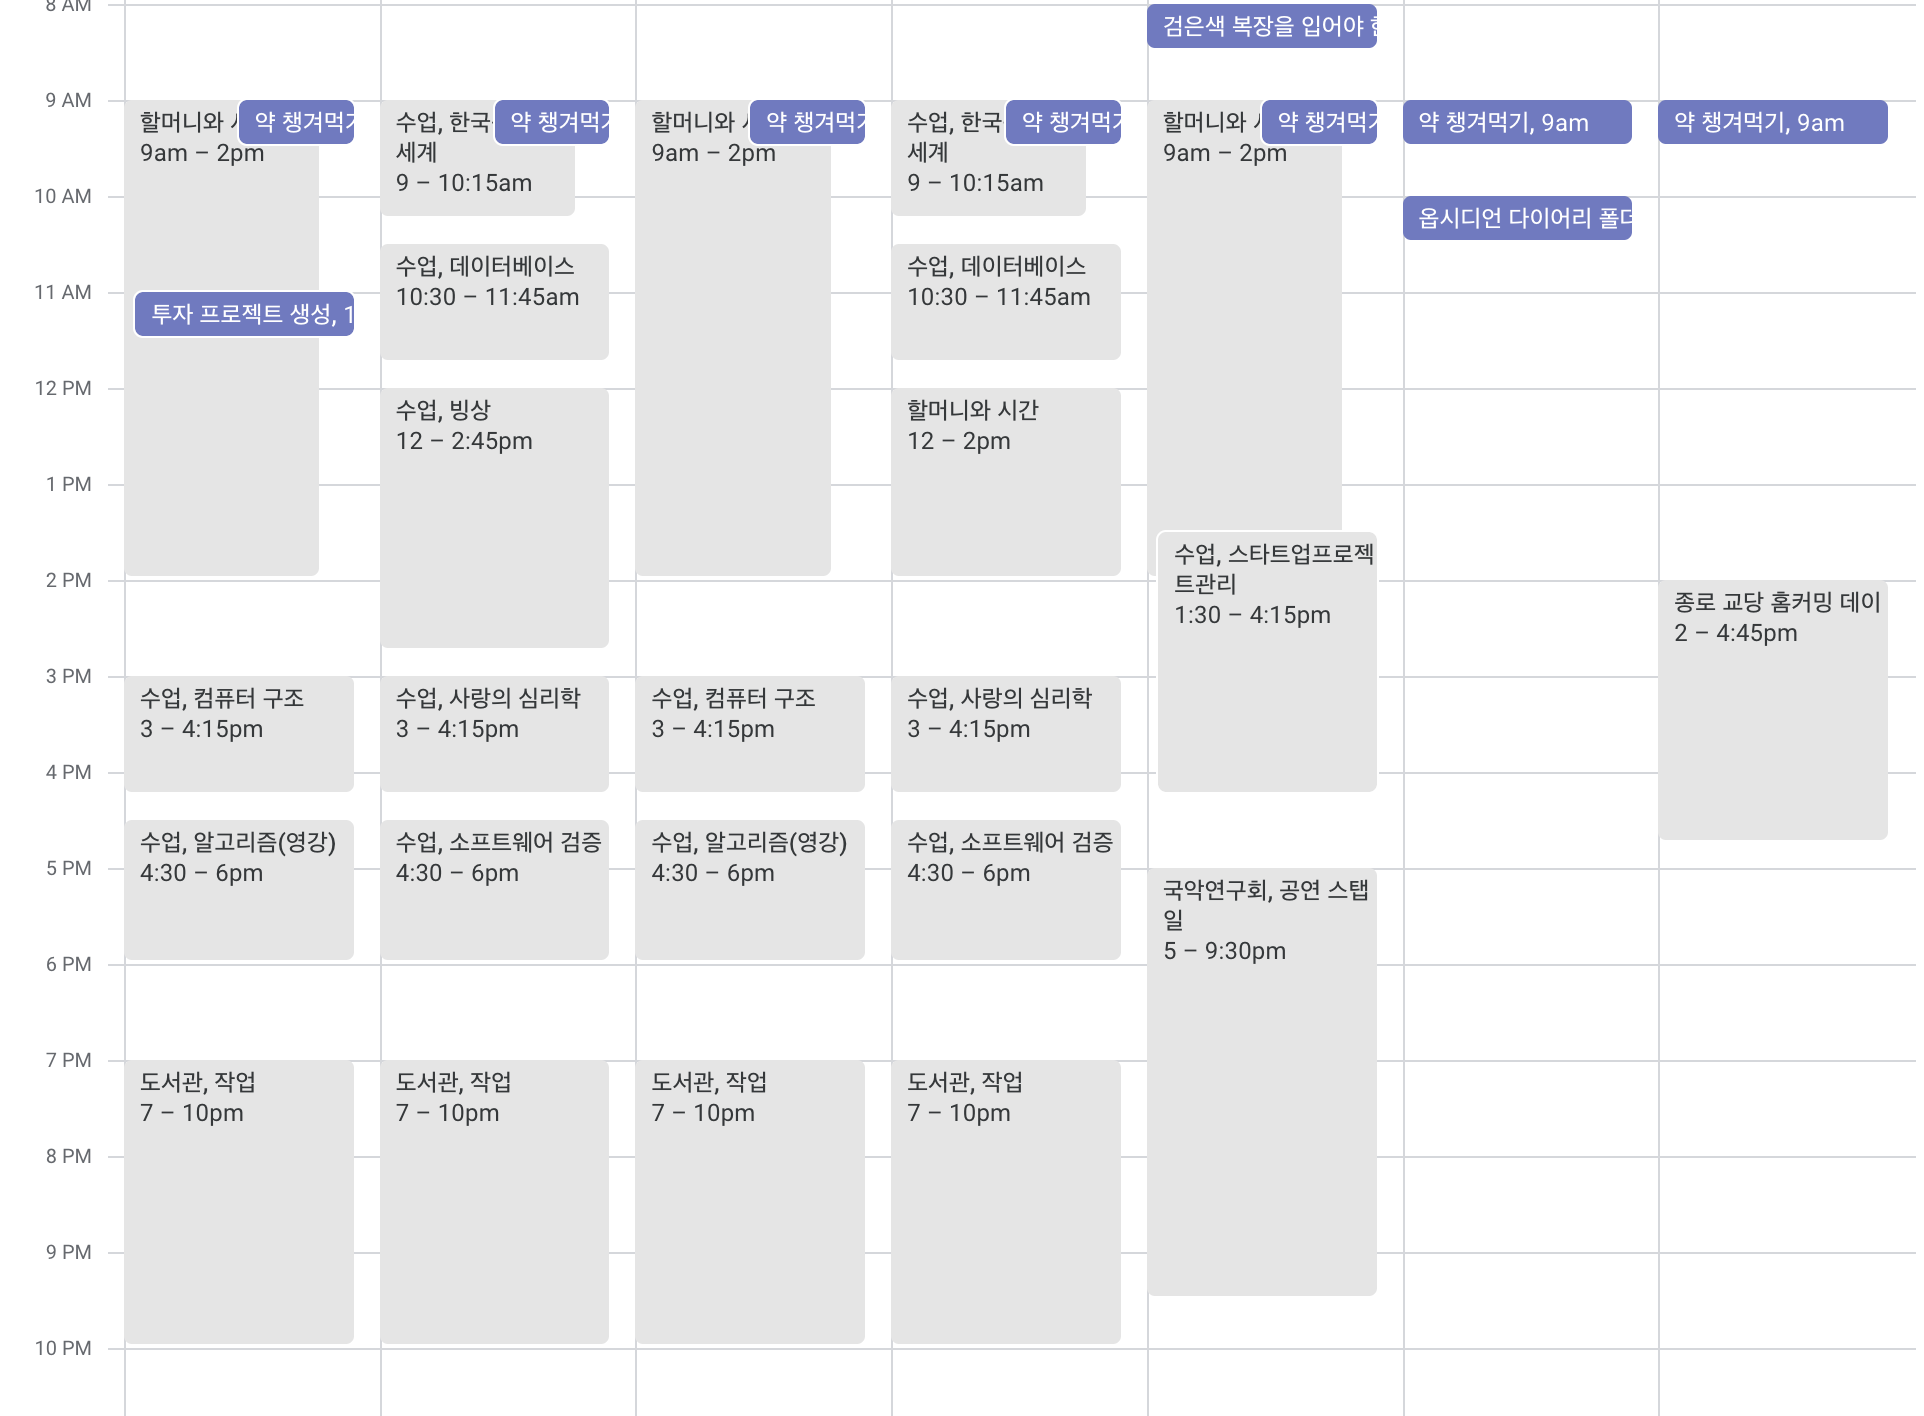 8 AM
9 AM
10 AM
11 AM
12 PM
1 PM
2 PM
3 PM
4 PM
5 PM
6 PM
7 PM
8 PM
9 PM
10 PM
할머니와
9am – 2pm
약 챙겨먹기
투자 프로젝트 생성, 1
수업, 컴퓨터 구조
3 – 4:15pm
수업, 알고리즘(영강)
4:30 – 6pm
도서관, 작업
7 – 10pm
수업, 한국
세계
9 – 10:15am
약 챙겨먹기
수업, 데이터베이스
10:30 – 11:45am
수업, 빙상
12 – 2:45pm
수업, 사랑의 심리학
3 – 4:15pm
수업, 소프트웨어 검증
4:30 – 6pm
도서관, 작업
7 – 10pm
할머니와
9am – 2pm
약 챙겨먹기
수업, 컴퓨터 구조
3 – 4:15pm
수업, 알고리즘(영강)
4:30 – 6pm
도서관, 작업
7 – 10pm
수업, 한국
세계
9 – 10:15am
약 챙겨먹기
수업, 데이터베이스
10:30 – 11:45am
할머니와 시간
12 – 2pm
수업, 사랑의 심리학
3 – 4:15pm
수업, 소프트웨어 검증
4:30 – 6pm
도서관, 작업
7 – 10pm
검은색 복장을 입어야
할머니와
9am – 2pm
약 챙겨먹기
수업, 스타트업프로젝
트관리
1:30 – 4:15pm
국악연구회, 공연 스탭
일
5 – 9:30pm
약 챙겨먹기, 9am
옵시디언 다이어리 폴더
약 챙겨먹기, 9am
종로 교당 홈커밍 데이
2 – 4:45pm